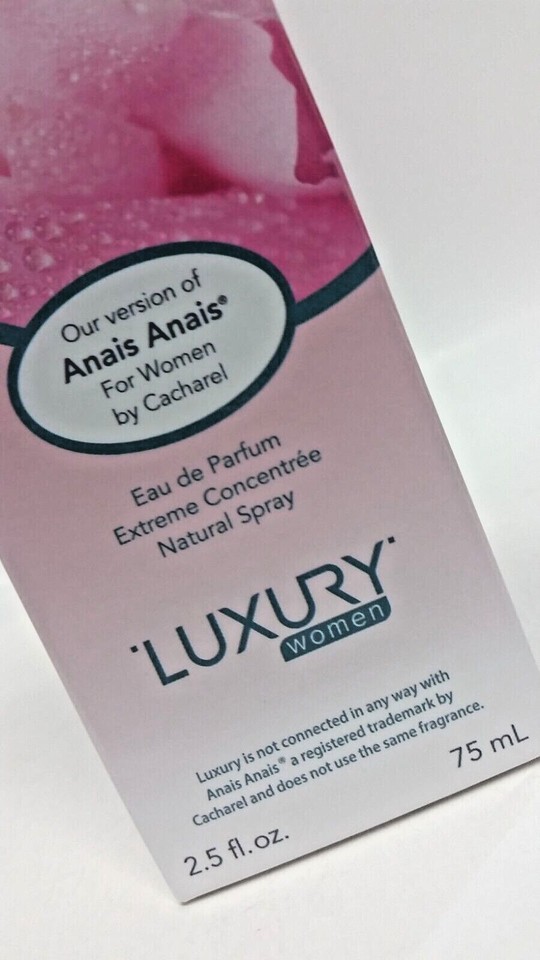 Our version of
Anais Anais®
For Women
by Cacharel
Eau de Parfum
Extreme Concentrée
Natural Spray
LUXURY
women
Luxury is not connected in any way with
Anais Anais® a registered trademark by
Cacharel and does not use the same fragrance.
2.5 fl.oz.
75 mL